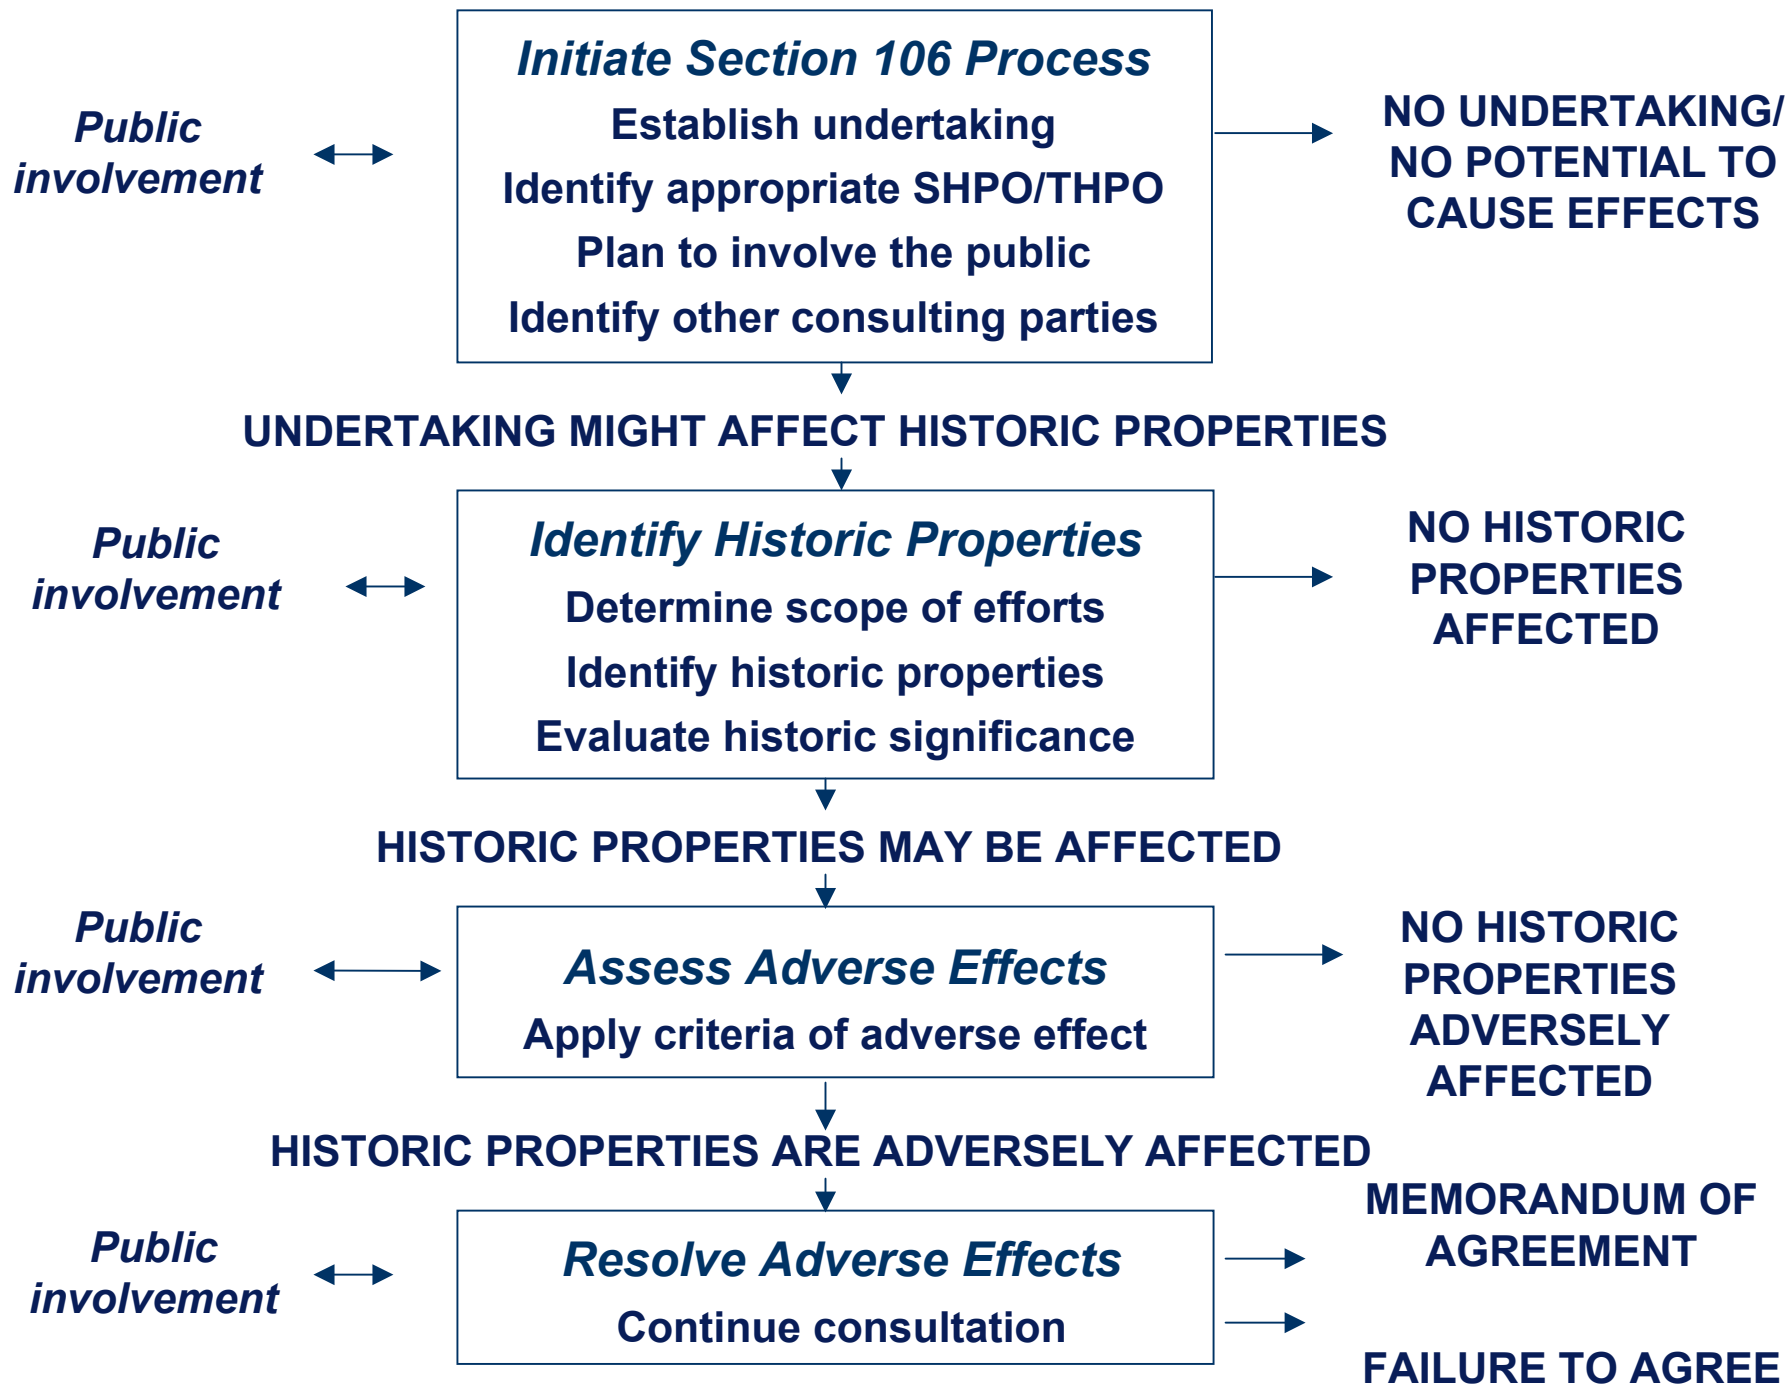 Initiate Section 106 Process
Establish undertaking
Identify appropriate SHPO/THPO
Plan to involve the public
Identify other consulting parties
Public
involvement
NO UNDERTAKING/
NO POTENTIAL TO
CAUSE EFFECTS
UNDERTAKING MIGHT AFFECT HISTORIC PROPERTIES
Public
involvement
Identify Historic Properties
Determine scope of efforts
Identify historic properties
Evaluate historic significance
NO HISTORIC
PROPERTIES
AFFECTED
HISTORIC PROPERTIES MAY BE AFFECTED
Public
involvement
Assess Adverse Effects
Apply criteria of adverse effect
NO HISTORIC
PROPERTIES
ADVERSELY
AFFECTED
HISTORIC PROPERTIES ARE ADVERSELY AFFECTED
Public
involvement
Resolve Adverse Effects
Continue consultation
MEMORANDUM OF
AGREEMENT
FAILURE TO AGREE